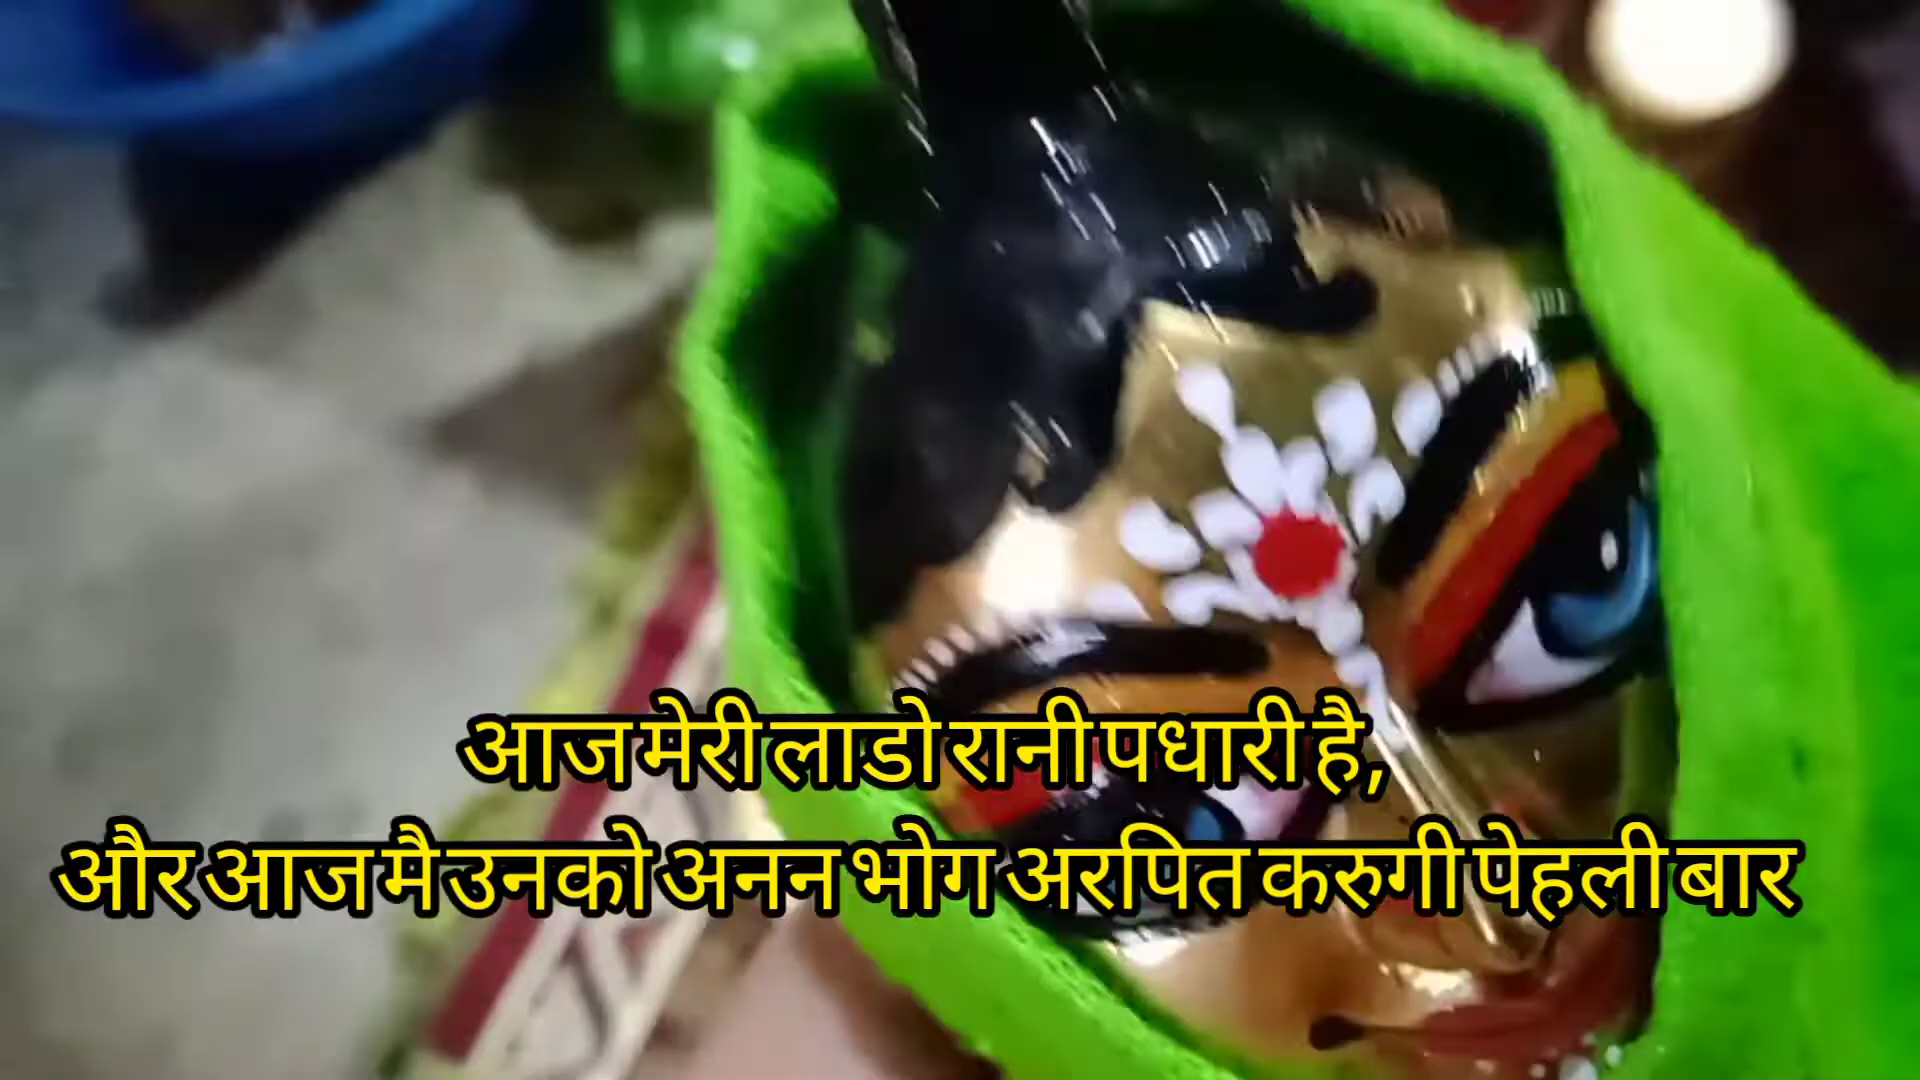 आज मेरी लाडो रानी पधारी है,
और आज मै उनको अनन भोग अरपित करुगी पेहली बार